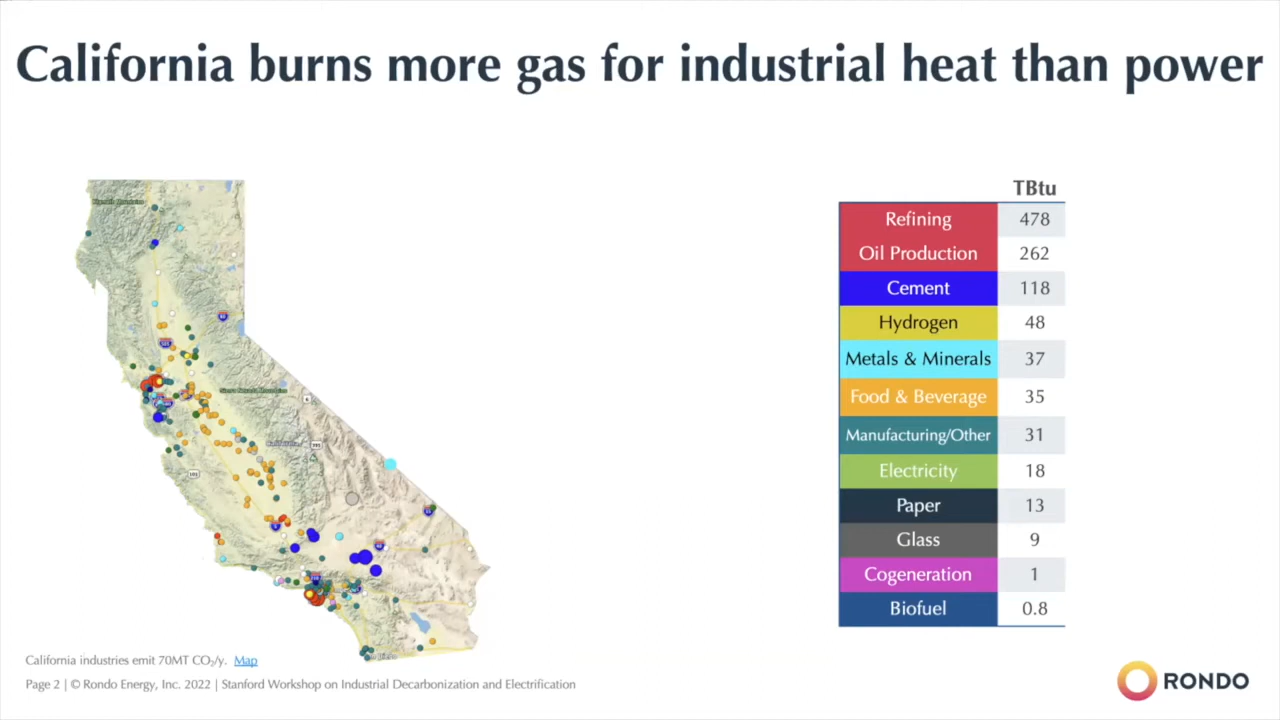 California burns more gas for industrial heat than power
TBtu
Refining 478
Oil Production 262
Cement 118
Hydrogen 48
Metals & Minerals 37
Food & Beverage 35
Manufacturing/Other 31
Electricity 18
Paper 13
Glass 9
Cogeneration 1
Biofuel 0.8
California industries emit 70MT CO₂/y. Map
Page 2 | © Rondo Energy, Inc. 2022 | Stanford Workshop on Industrial Decarbonization and Electrification
RONDO